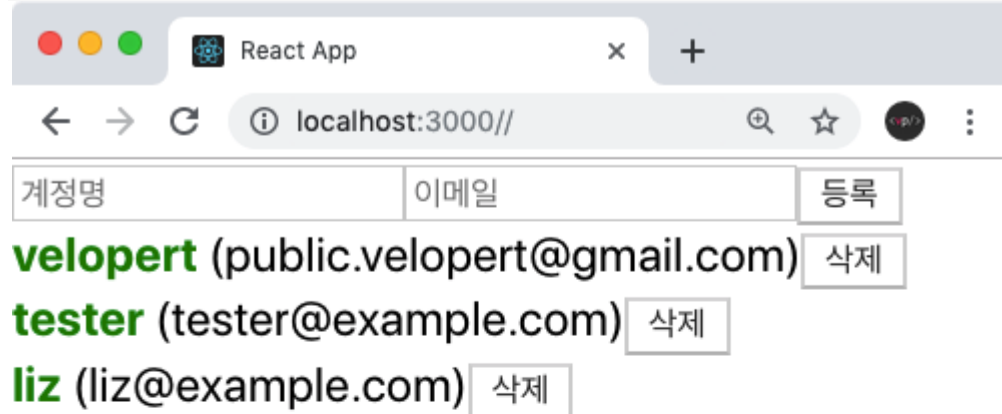 React App
localhost:3000//
계정명 이메일 등록
velopert (public.velopert@gmail.com) 삭제
tester (tester@example.com) 삭제
liz (liz@example.com) 삭제